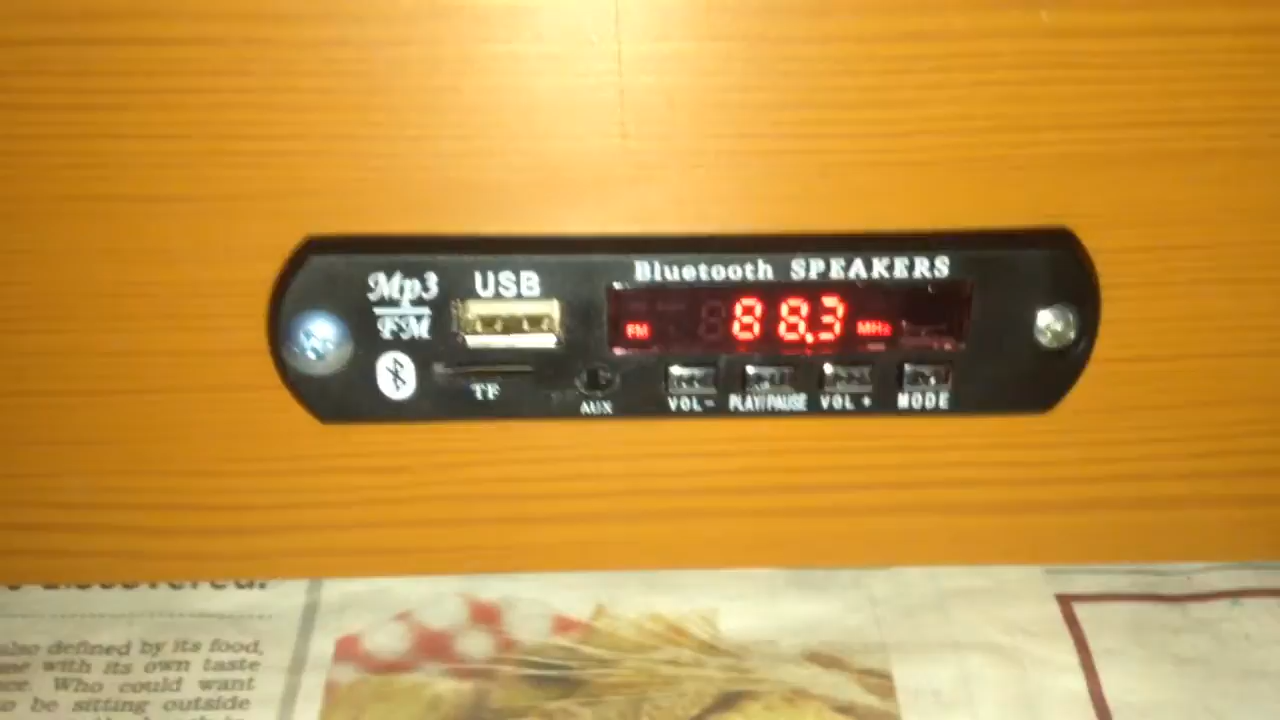 Bluetooth SPEAKERS
Mp3
FM
USB
FM 88.3 MHz
TF
AUX
VOL- PLAY/PAUSE VOL + MODE
also defined by its food,
with its own taste
Who could want
be sitting outside